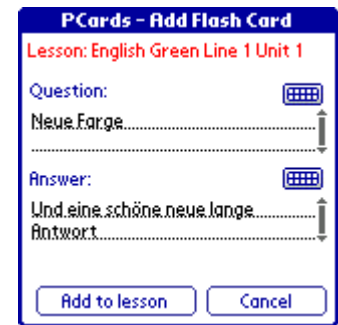 PCards - Add Flash Card
Lesson: English Green Line 1 Unit 1
Question:
Neue Farge
Answer:
Und eine schöne neue lange
Antwort
Add to lesson
Cancel